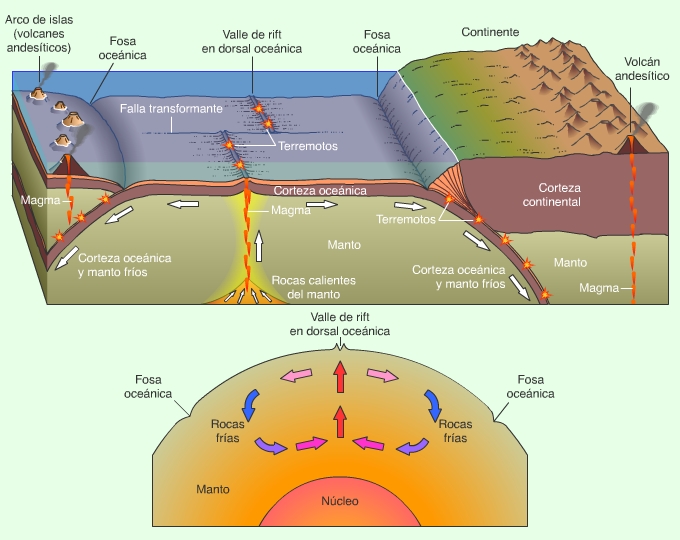 Arco de islas
(volcanes
andesíticos)
Fosa
oceánica
Valle de rift
en dorsal oceánica
Fosa
oceánica
Continente
Volcán
andesítico
Falla transformante
Terremotos
Magma
Corteza oceánica
Corteza
continental
Magma
Terremotos
Manto
Corteza oceánica
y manto fríos
Rocas calientes
del manto
Corteza oceánica
y manto fríos
Manto
Magma
Valle de rift
en dorsal oceánica
Fosa
oceánica
Fosa
oceánica
Rocas
frías
Rocas
frías
Manto
Núcleo